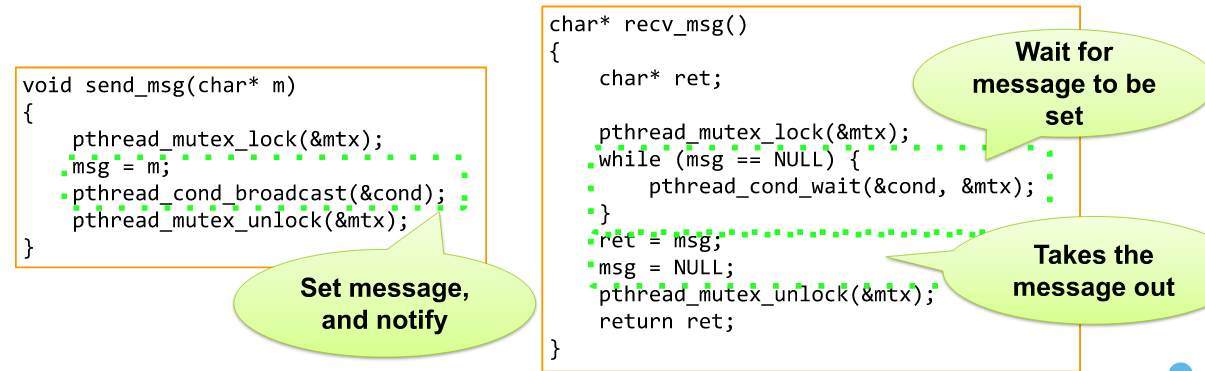 void send_msg(char* m)
{
    pthread_mutex_lock(&mtx);
    msg = m;
    pthread_cond_broadcast(&cond);
    pthread_mutex_unlock(&mtx);
}
Set message,
and notify
char* recv_msg()
{
    char* ret;

    pthread_mutex_lock(&mtx);
    while (msg == NULL) {
        pthread_cond_wait(&cond, &mtx);
    }
    ret = msg;
    msg = NULL;
    pthread_mutex_unlock(&mtx);
    return ret;
}
Wait for
message to be
set
Takes the
message out